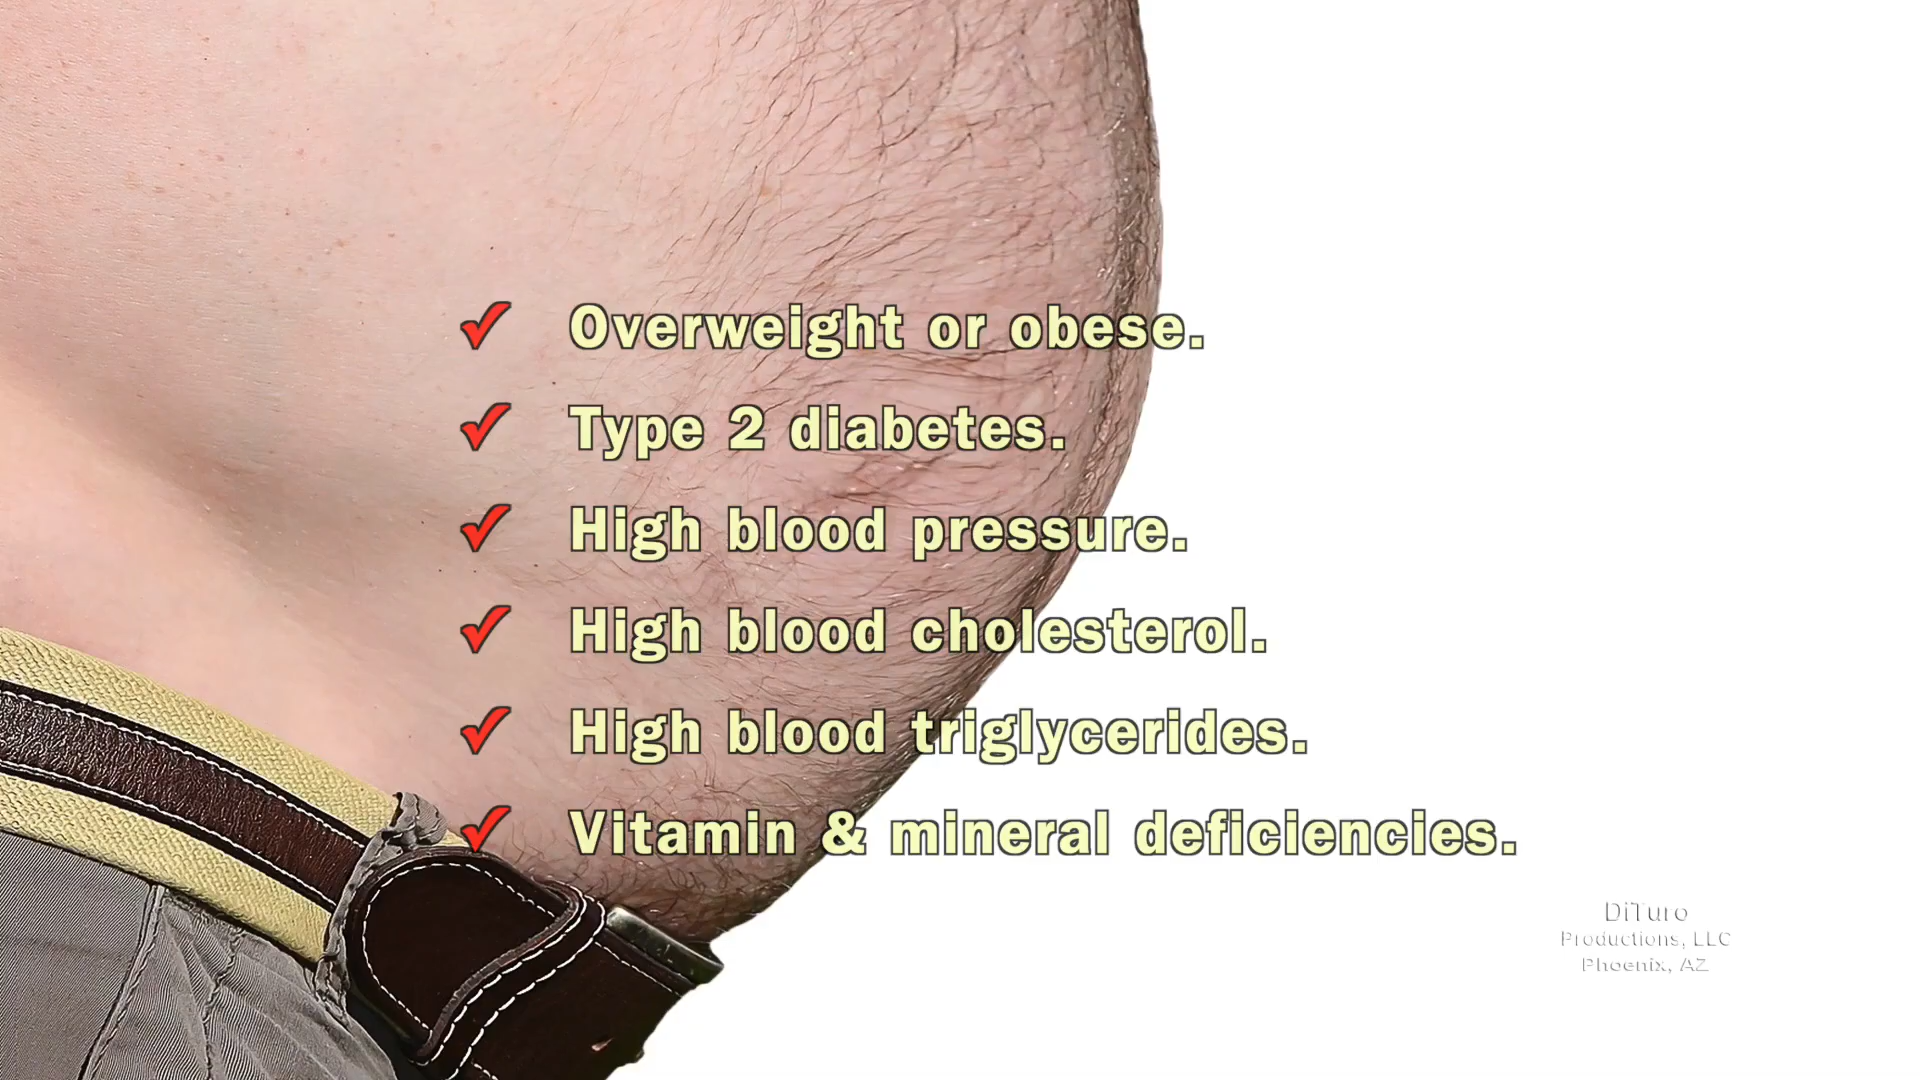 ✓ Overweight or obese.
✓ Type 2 diabetes.
✓ High blood pressure.
✓ High blood cholesterol.
✓ High blood triglycerides.
✓ Vitamin & mineral deficiencies.
DiTuro
Productions, LLC
Phoenix, AZ